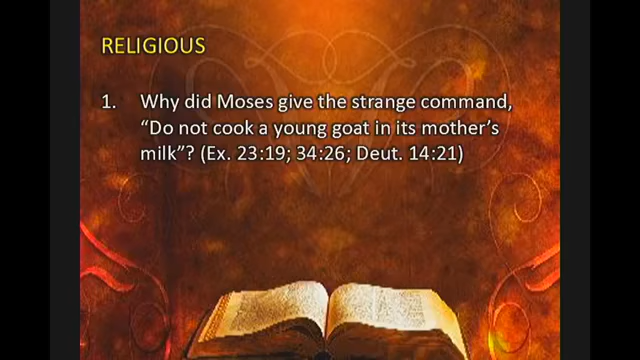 RELIGIOUS
1. Why did Moses give the strange command,
“Do not cook a young goat in its mother’s
milk”? (Ex. 23:19; 34:26; Deut. 14:21)